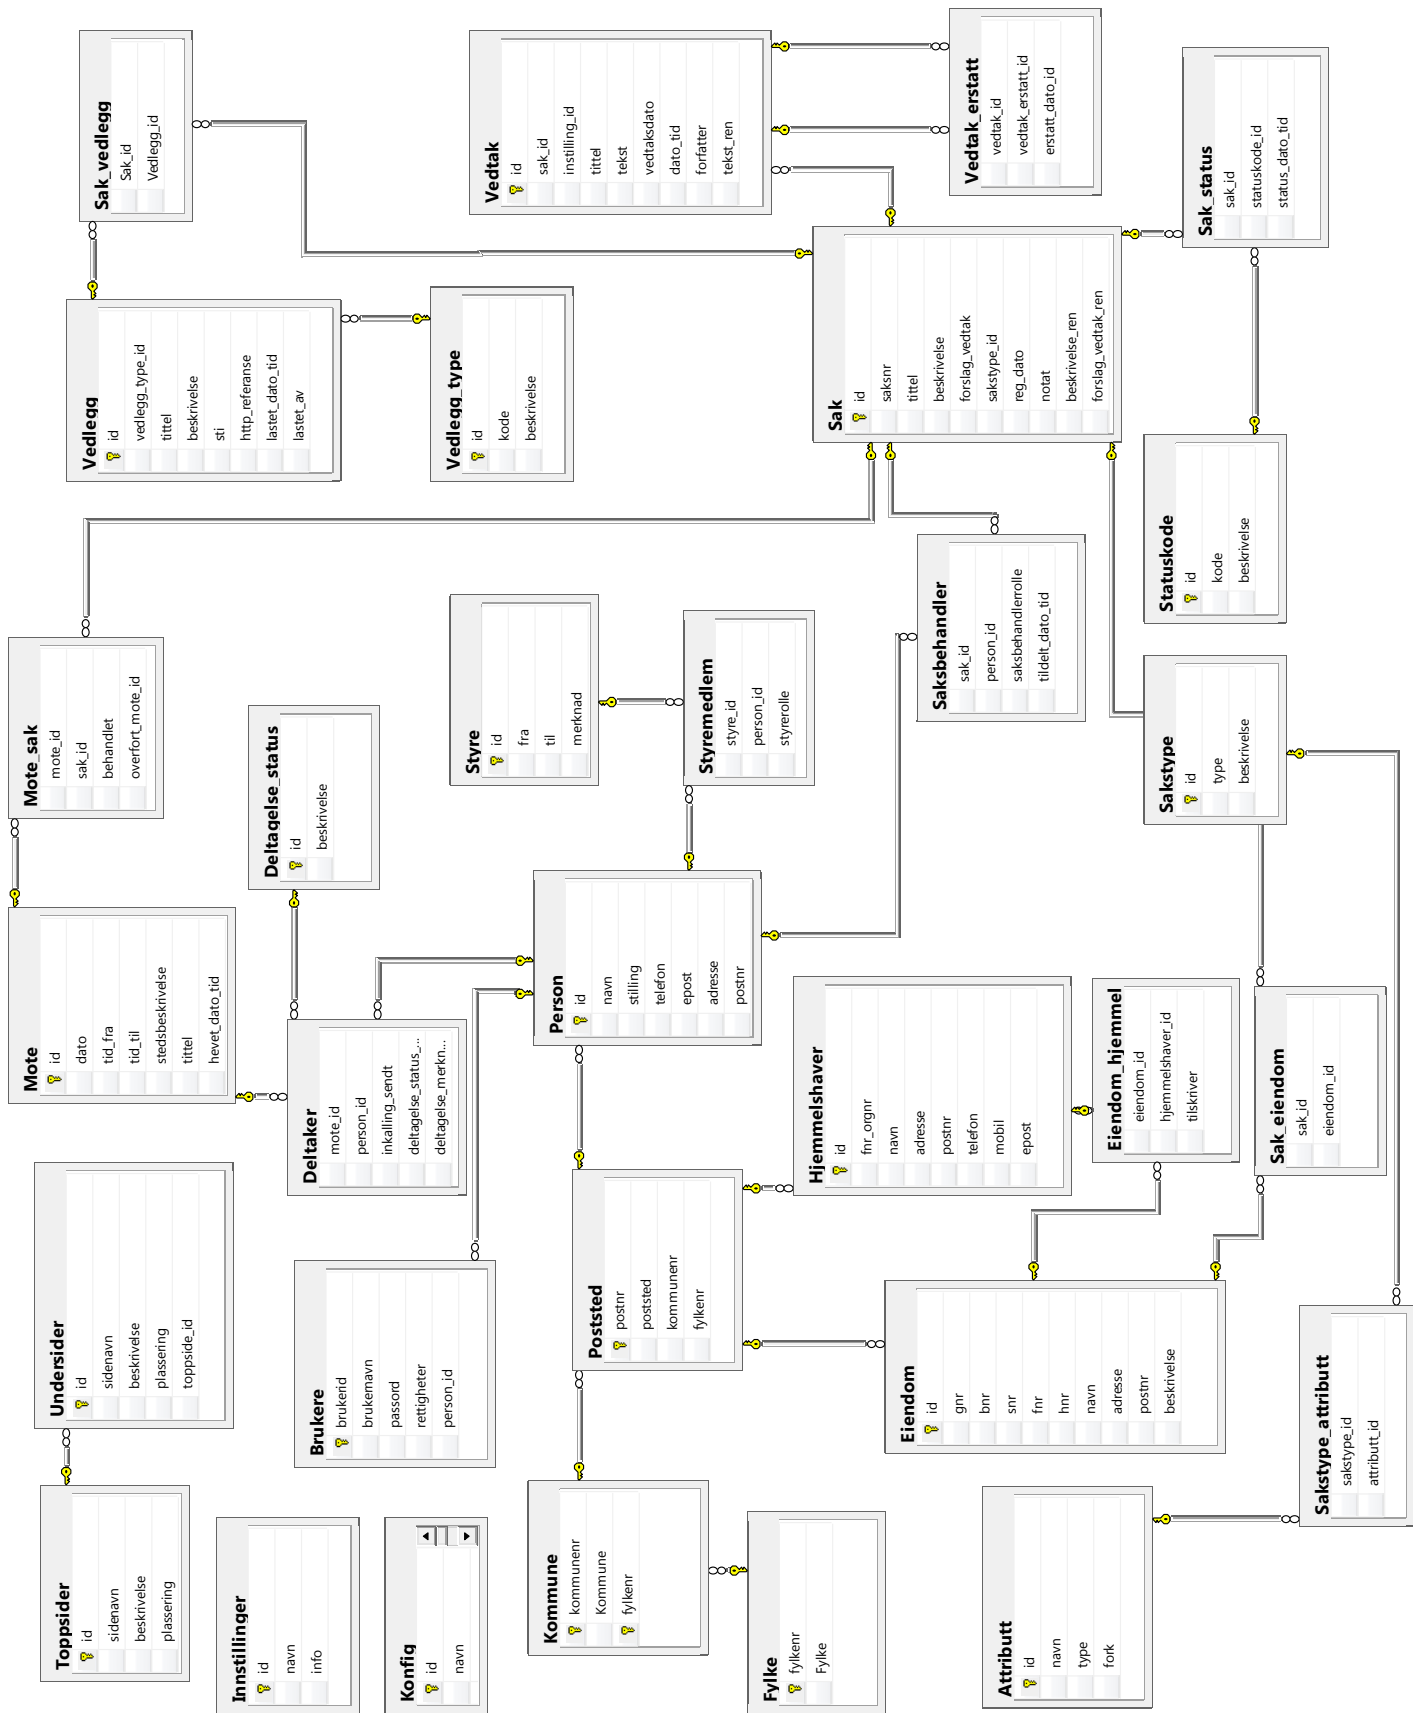 Toppsider
id
sidenavn
beskrivelse
plassering
Undersider
id
sidenavn
beskrivelse
plassering
toppside_id
Mote
id
dato
tid_fra
tid_til
stedsbeskrivelse
tittel
hevet_dato_tid
Mote_sak
mote_id
sak_id
behandlet
overfort_mote_id
Vedlegg
id
vedlegg_type_id
tittel
beskrivelse
sti
http_referanse
lastet_dato_tid
lastet_av
Sak_vedlegg
Sak_id
Vedlegg_id
Innstillinger
id
navn
info
Brukere
brukerid
brukernavn
passord
rettigheter
person_id
Deltaker
mote_id
person_id
inkalling_sendt
deltagelse_status_...
deltagelse_merkn...
Deltagelse_status
id
beskrivelse
Konfig
id
navn
Styre
id
fra
til
merknad
Vedlegg_type
id
kode
beskrivelse
Vedtak
id
sak_id
instilling_id
tittel
tekst
vedtaksdato
dato_tid
forfatter
tekst_ren
Kommune
kommunenr
Kommune
fylkenr
Poststed
postnr
poststed
kommunenr
fylkenr
Person
id
navn
stilling
telefon
epost
adresse
postnr
Styremedlem
styre_id
person_id
styrerolle
Fylke
fylkenr
Fylke
Hjemmelshaver
id
fnr_orgnr
navn
adresse
postnr
telefon
mobil
epost
Sak
id
saksnr
tittel
beskrivelse
forslag_vedtak
sakstype_id
reg_dato
notat
beskrivelse_ren
forslag_vedtak_ren
Vedtak_erstatt
vedtak_id
vedtak_erstatt_id
erstatt_dato_id
Eiendom
id
gnr
bnr
snr
fnr
hnr
navn
adresse
postnr
beskrivelse
Saksbehandler
sak_id
person_id
saksbehandlerrolle
tildelt_dato_tid
Attributt
id
navn
type
fork
Eiendom_hjemmel
eiendom_id
hjemmelshaver_id
tilskriver
Sakstype
id
type
beskrivelse
Statuskode
id
kode
beskrivelse
Sak_status
sak_id
statuskode_id
status_dato_tid
Sak_eiendom
sak_id
eiendom_id
Sakstype_attributt
sakstype_id
attributt_id